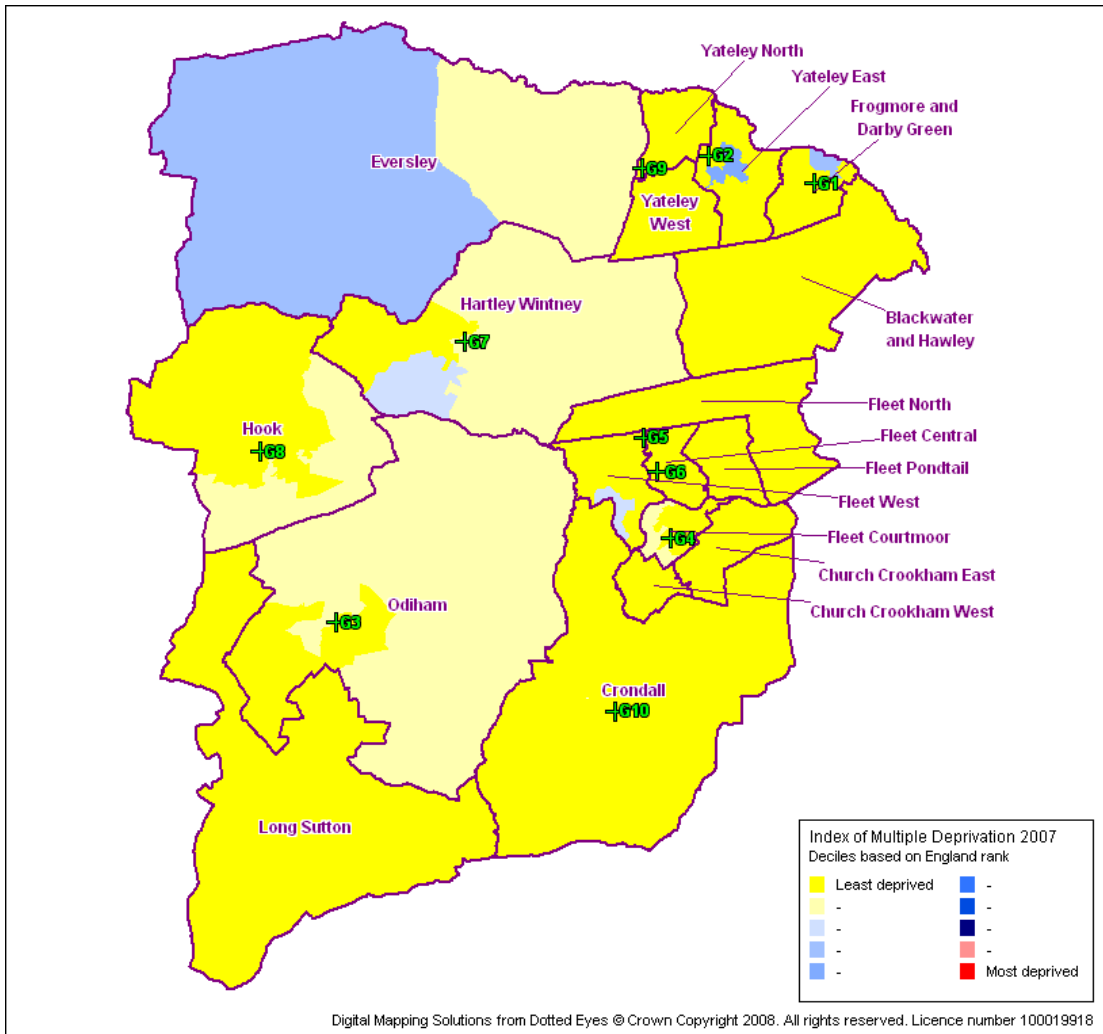 Yateley North
Yateley East
Frogmore and
Darby Green
Eversley
G9
G2
G1
Yateley
West
Hartley Wintney
G7
Blackwater
and Hawley
Hook
G8
Fleet North
G5
Fleet Central
G6
Fleet Pondtail
Fleet West
G4
Fleet Courtmoor
Church Crookham East
Church Crookham West
Odiham
G3
Crondall
G10
Long Sutton
Index of Multiple Deprivation 2007
Deciles based on England rank
Least deprived
-
-
-
-
-
-
-
-
Most deprived
Digital Mapping Solutions from Dotted Eyes © Crown Copyright 2008. All rights reserved. Licence number 100019918